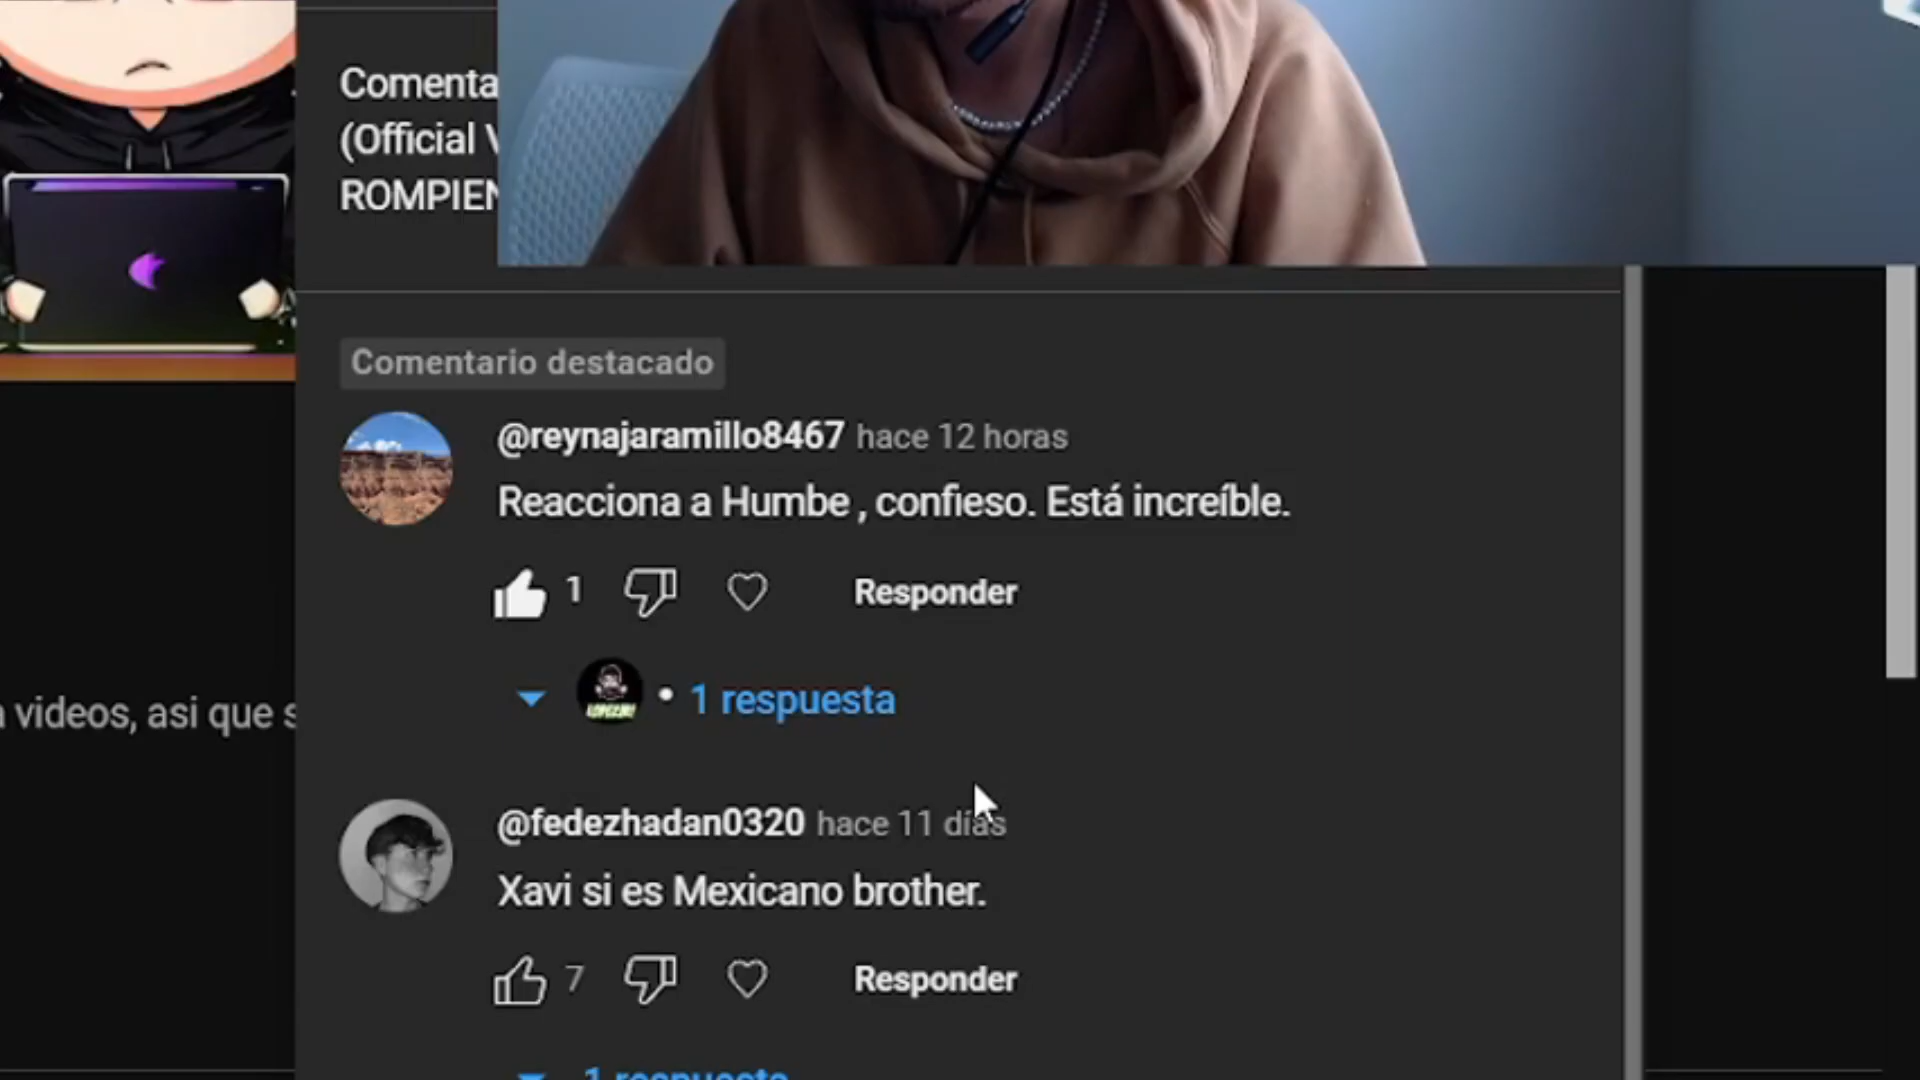 Comenta
(Official V
ROMPIEN
Comentario destacado
@reynajaramillo8467 hace 12 horas
Reacciona a Humbe , confieso. Está increíble.
1 Responder
• 1 respuesta
@fedezhadan0320 hace 11 días
a videos, asi que s
Xavi si es Mexicano brother.
7 Responder
1 respuesta